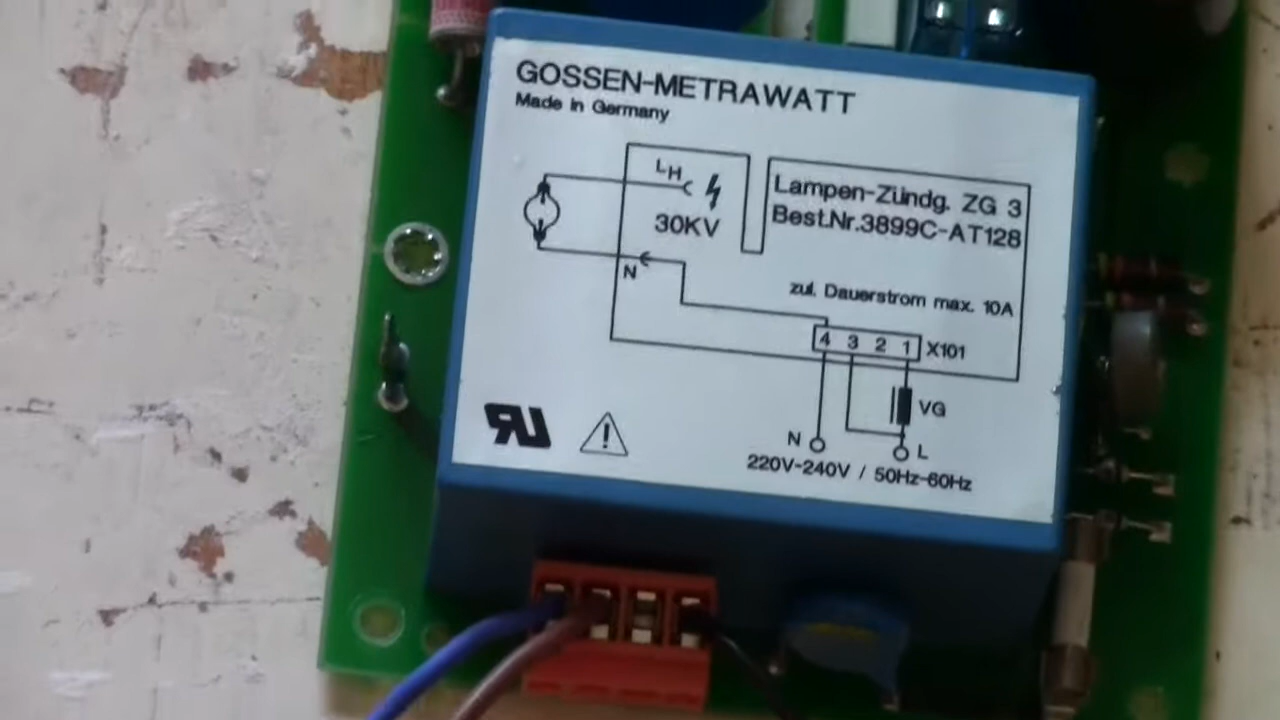 GOSSEN-METRAWATT
Made in Germany
LH
30KV
Lampen-Zündg. ZG 3
Best.Nr.3899C-AT128
N
zul. Dauerstrom max. 10A
4 3 2 1 X101
VG
N
L
220V-240V / 50Hz-60Hz